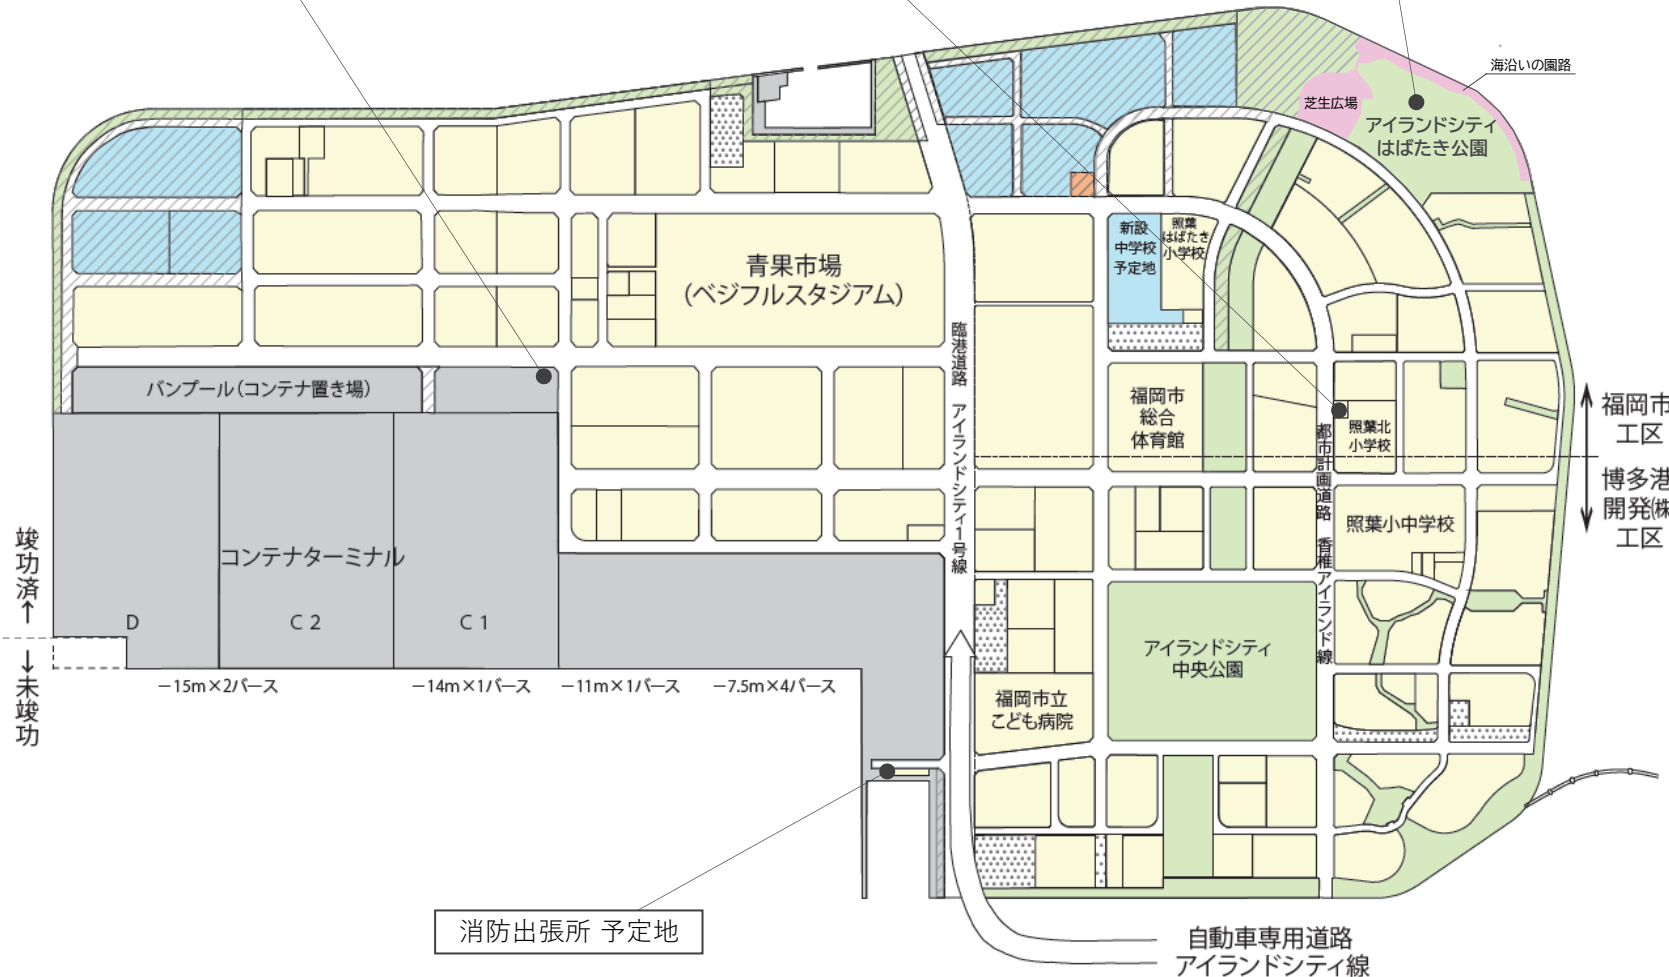 海沿いの園路
芝生広場
アイランドシティ
はばたき公園
新設
中学校
予定地
照葉
はばたき
小学校
青果市場
(ベジフルスタジアム)
臨港道路 アイランドシティ1号線
バンプール(コンテナ置き場)
福岡市
総合
体育館
照葉北
小学校
都市計画道路 香椎アイランド線
福岡市
工区
博多港
開発㈱
工区
照葉小中学校
コンテナターミナル
竣功済↑
↓未竣功
D
C 2
C 1
アイランドシティ
中央公園
−15m×2バース
−14m×1バース
−11m×1バース
−7.5m×4バース
福岡市立
こども病院
消防出張所 予定地
自動車専用道路
アイランドシティ線